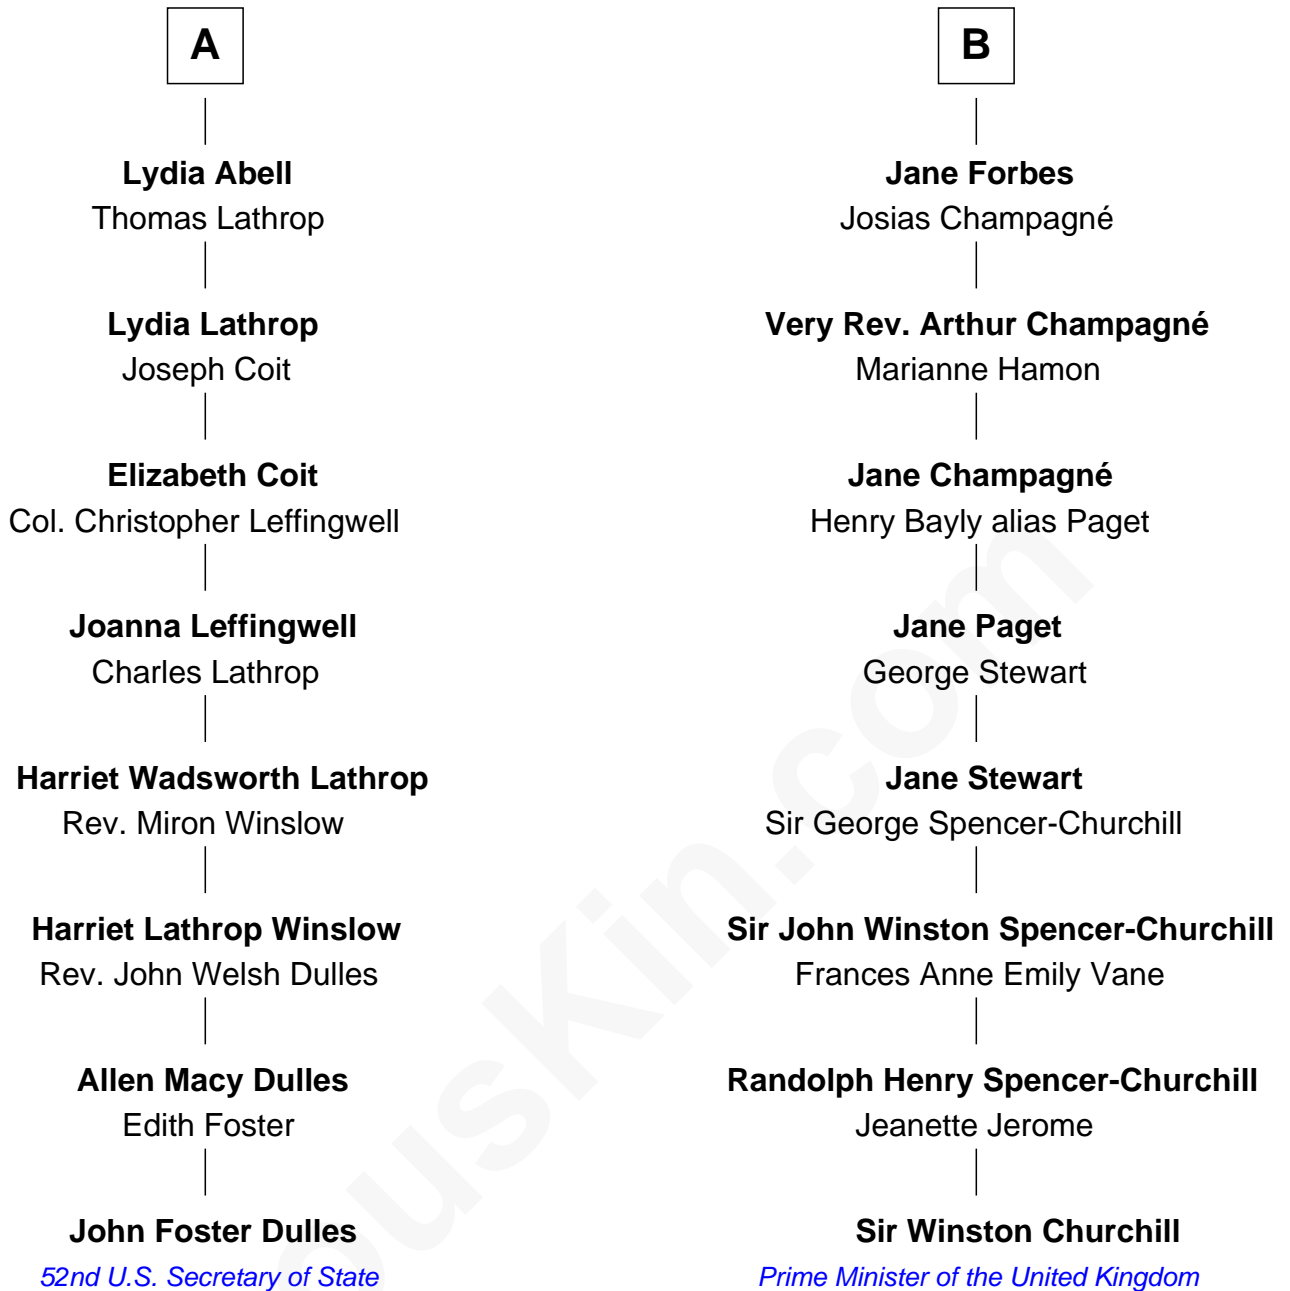 A
Lydia Abell
Thomas Lathrop
Lydia Lathrop
Joseph Coit
Elizabeth Coit
Col. Christopher Leffingwell
Joanna Leffingwell
Charles Lathrop
Harriet Wadsworth Lathrop
Rev. Miron Winslow
Harriet Lathrop Winslow
Rev. John Welsh Dulles
Allen Macy Dulles
Edith Foster
John Foster Dulles
52nd U.S. Secretary of State
B
Jane Forbes
Josias Champagné
Very Rev. Arthur Champagné
Marianne Hamon
Jane Champagné
Henry Bayly alias Paget
Jane Paget
George Stewart
Jane Stewart
Sir George Spencer-Churchill
Sir John Winston Spencer-Churchill
Frances Anne Emily Vane
Randolph Henry Spencer-Churchill
Jeanette Jerome
Sir Winston Churchill
Prime Minister of the United Kingdom
ousKin.com